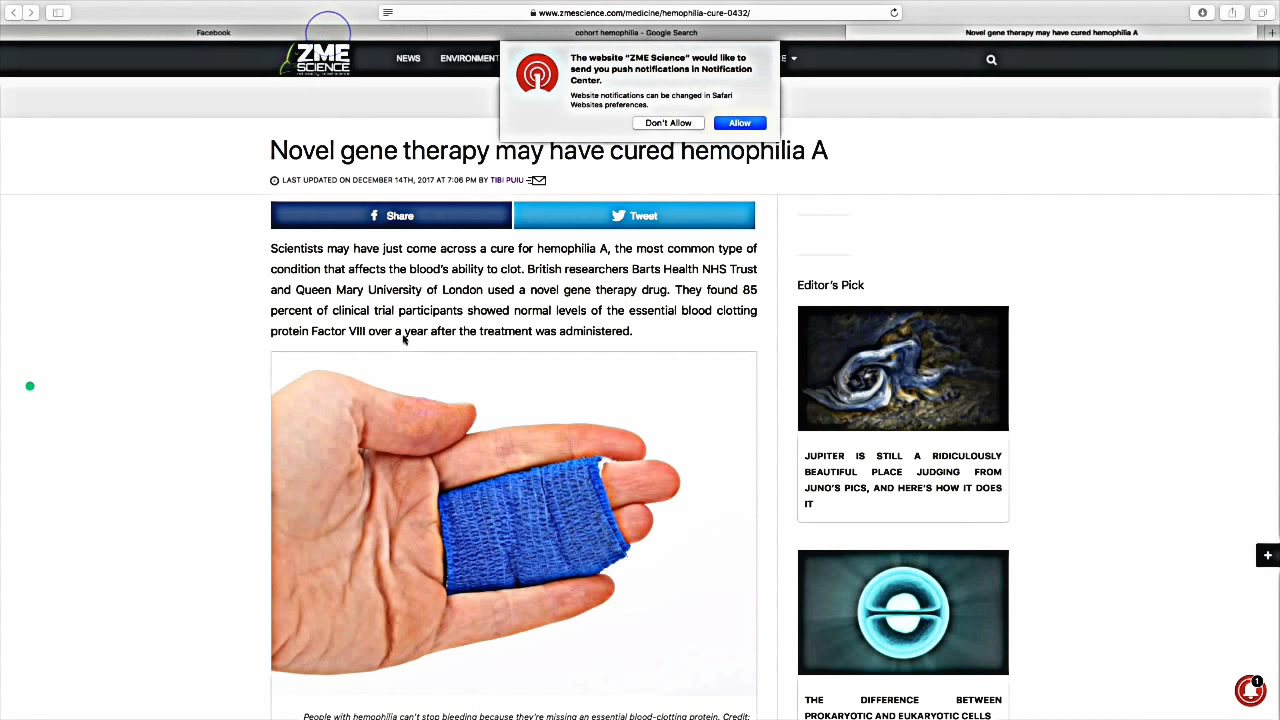 www.zmescience.com/medicine/hemophilia-cure-0432/
Facebook
cohort hemophilia - Google Search
Novel gene therapy may have cured hemophilia A
ZME
SCIENCE
NEWS
ENVIRONMENT
E
The website “ZME Science” would like to
send you push notifications in Notification
Center.
Website notifications can be changed in Safari
Websites preferences.
Don't Allow
Allow
Novel gene therapy may have cured hemophilia A
LAST UPDATED ON DECEMBER 14TH, 2017 AT 7:06 PM BY TIBI PUIU
Share
Tweet
Scientists may have just come across a cure for hemophilia A, the most common type of
condition that affects the blood's ability to clot. British researchers Barts Health NHS Trust
and Queen Mary University of London used a novel gene therapy drug. They found 85
percent of clinical trial participants showed normal levels of the essential blood clotting
protein Factor VIII over a year after the treatment was administered.
People with hemophilia can't stop bleeding because they're missing an essential blood-clotting protein. Credit:
Editor's Pick
JUPITER IS STILL A RIDICULOUSLY
BEAUTIFUL PLACE JUDGING FROM
JUNO'S PICS, AND HERE'S HOW IT DOES
IT
THE DIFFERENCE BETWEEN
PROKARYOTIC AND EUKARYOTIC CELLS
1